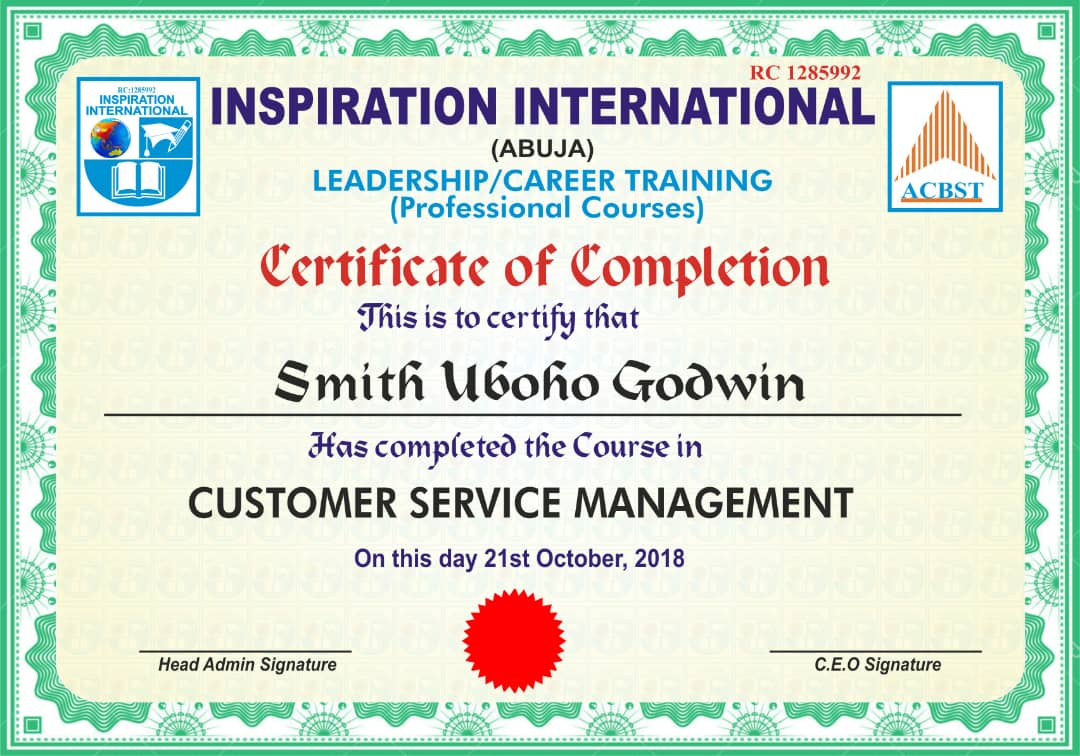 RC 1285992
RC:1285992
INSPIRATION
INTERNATIONAL
INSPIRATION INTERNATIONAL
(ABUJA)
LEADERSHIP/CAREER TRAINING
(Professional Courses)
ACBST
Certificate of Completion
This is to certify that
Smith Uboho Godwin
Has completed the Course in
CUSTOMER SERVICE MANAGEMENT
On this day 21st October, 2018
Head Admin Signature
C.E.O Signature